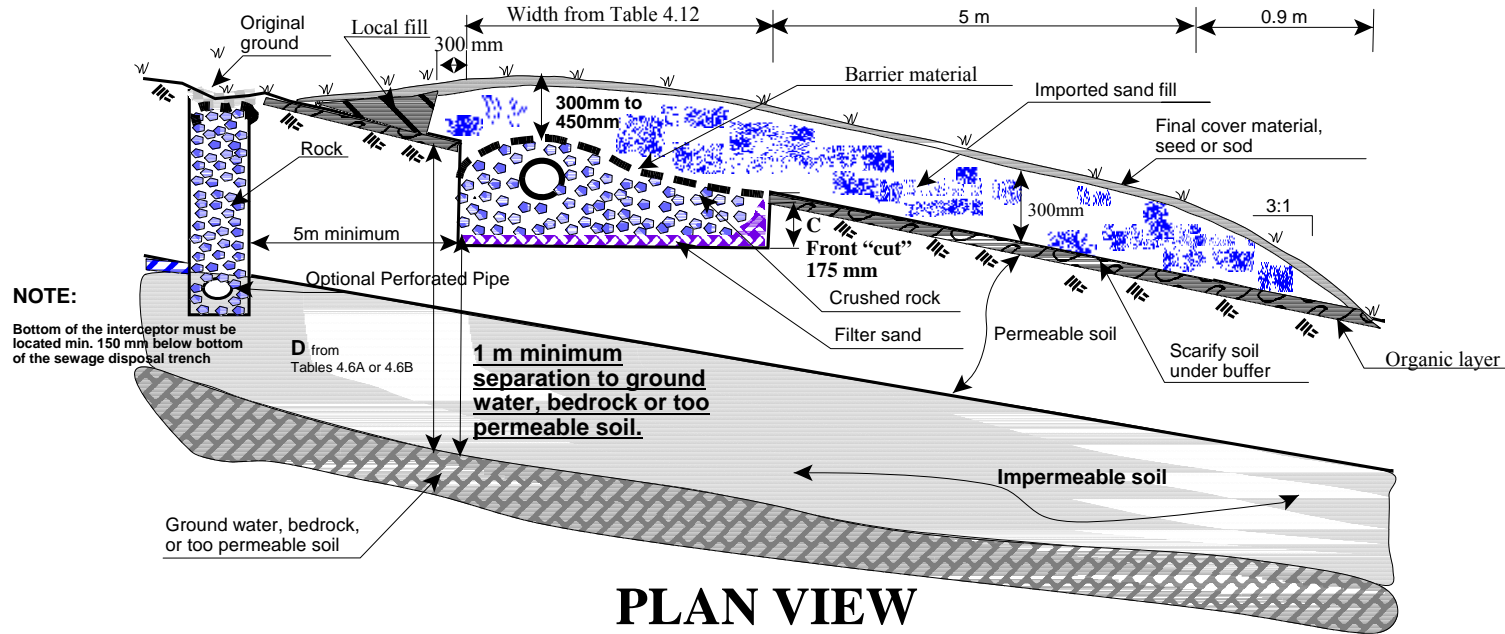 Original
ground
Local fill
300 mm
Width from Table 4.12
5 m
0.9 m
Barrier material
Imported sand fill
Final cover material,
seed or sod
300mm to
450mm
Rock
5m minimum
300mm
3:1
C
Front “cut”
175 mm
Optional Perforated Pipe
Crushed rock
Filter sand
Permeable soil
Scarify soil
under buffer
Organic layer
NOTE:
Bottom of the interceptor must be
located min. 150 mm below bottom
of the sewage disposal trench
D from
Tables 4.6A or 4.6B
1 m minimum
separation to ground
water, bedrock or too
permeable soil.
Impermeable soil
Ground water, bedrock,
or too permeable soil
PLAN VIEW